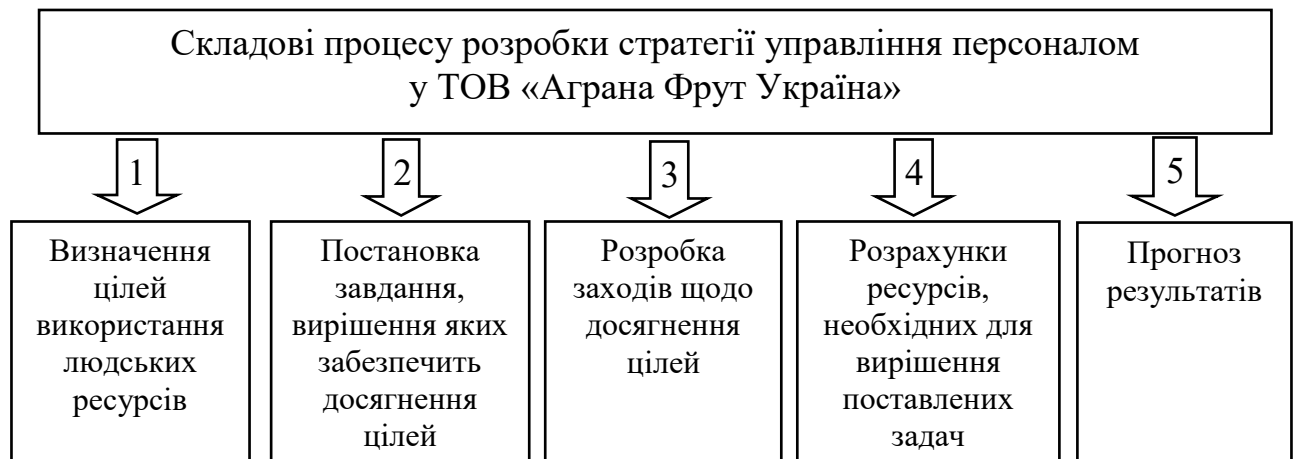 Складові процесу розробки стратегії управління персоналом
у ТОВ «Аграна Фрут Україна»
1
2
3
4
5
Визначення
цілей
використання
людських
ресурсів
Постановка
завдання,
вирішення яких
забезпечить
досягнення
цілей
Розробка
заходів щодо
досягнення
цілей
Розрахунки
ресурсів,
необхідних для
вирішення
поставлених
задач
Прогноз
результатів